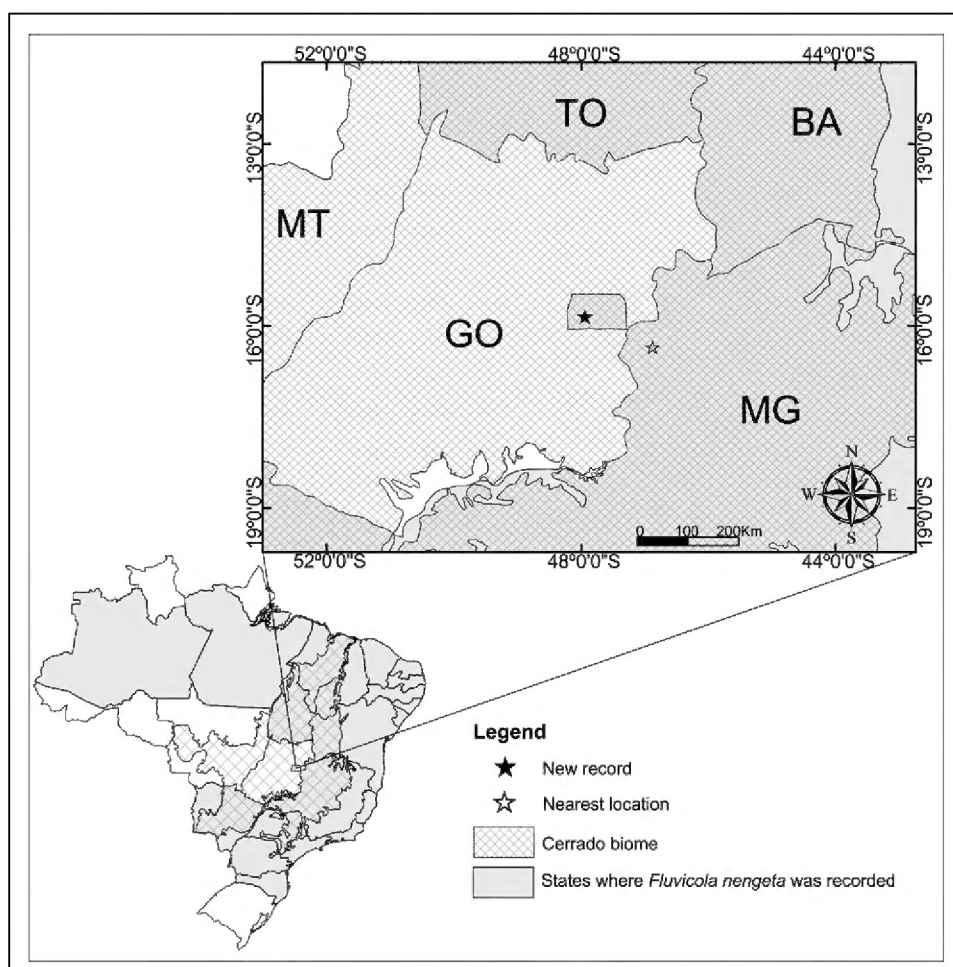 52°0'0"S 48°0'0"S 44°0'0"S
TO
BA
13°0'0"S 13°0'0"S
MT
GO
16°0'0"S 16°0'0"S
MG
N
W E
S
19°0'0"S 19°0'0"S
0 100 200Km
52°0'0"S 48°0'0"S 44°0'0"S
Legend
New record
Nearest location
Cerrado biome
States where Fluvicola nengeta was recorded